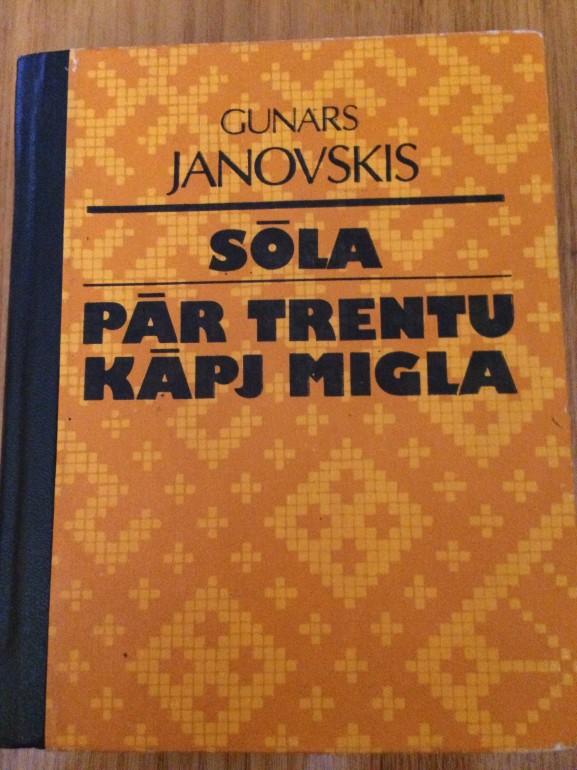 GUNARS
JANOVSKIS
SŌLA
PĀR TRENTU
KĀPJ MIGLA